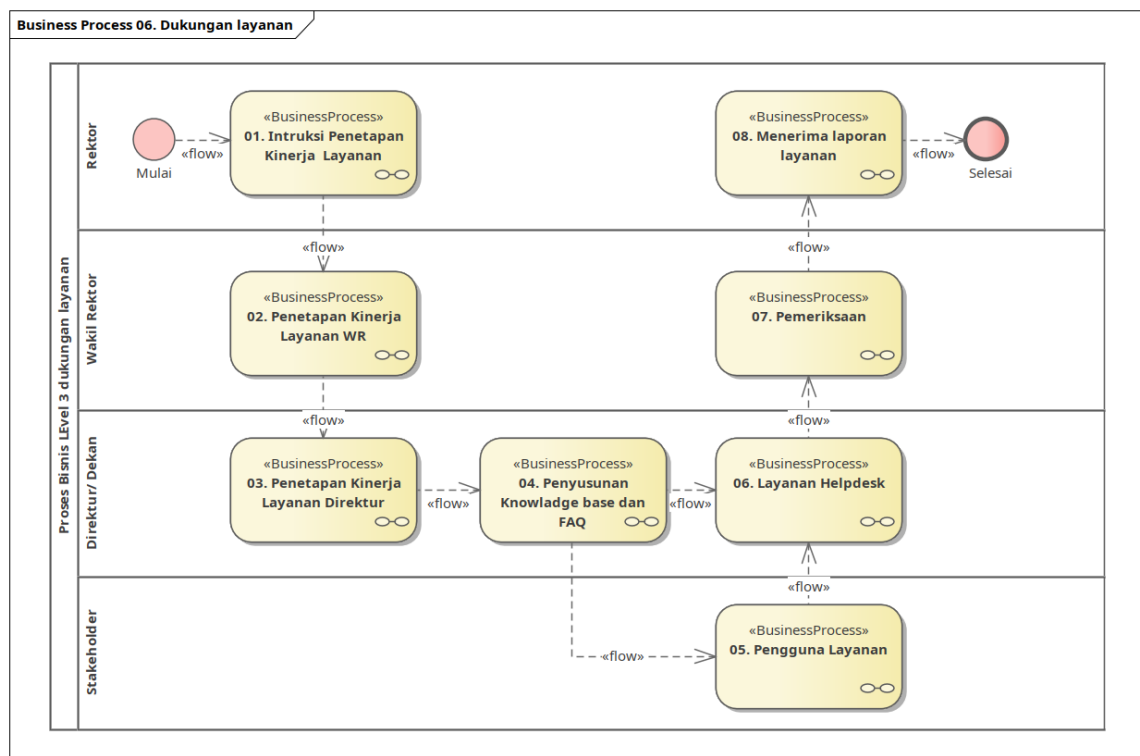 Business Process 06. Dukungan layanan
Proses Bisnis LEvel 3 dukungan layanan
Rektor
Mulai
«flow»
«BusinessProcess»
01. Intruksi Penetapan
Kinerja Layanan
«BusinessProcess»
08. Menerima laporan
layanan
«flow»
Selesai
«flow»
«flow»
Wakil Rektor
«BusinessProcess»
02. Penetapan Kinerja
Layanan WR
«BusinessProcess»
07. Pemeriksaan
«flow»
«flow»
Direktur/ Dekan
«BusinessProcess»
03. Penetapan Kinerja
Layanan Direktur
«flow»
«BusinessProcess»
04. Penyusunan
Knowladge base dan
FAQ
«flow»
«BusinessProcess»
06. Layanan Helpdesk
«flow»
Stakeholder
«flow»
«BusinessProcess»
05. Pengguna Layanan